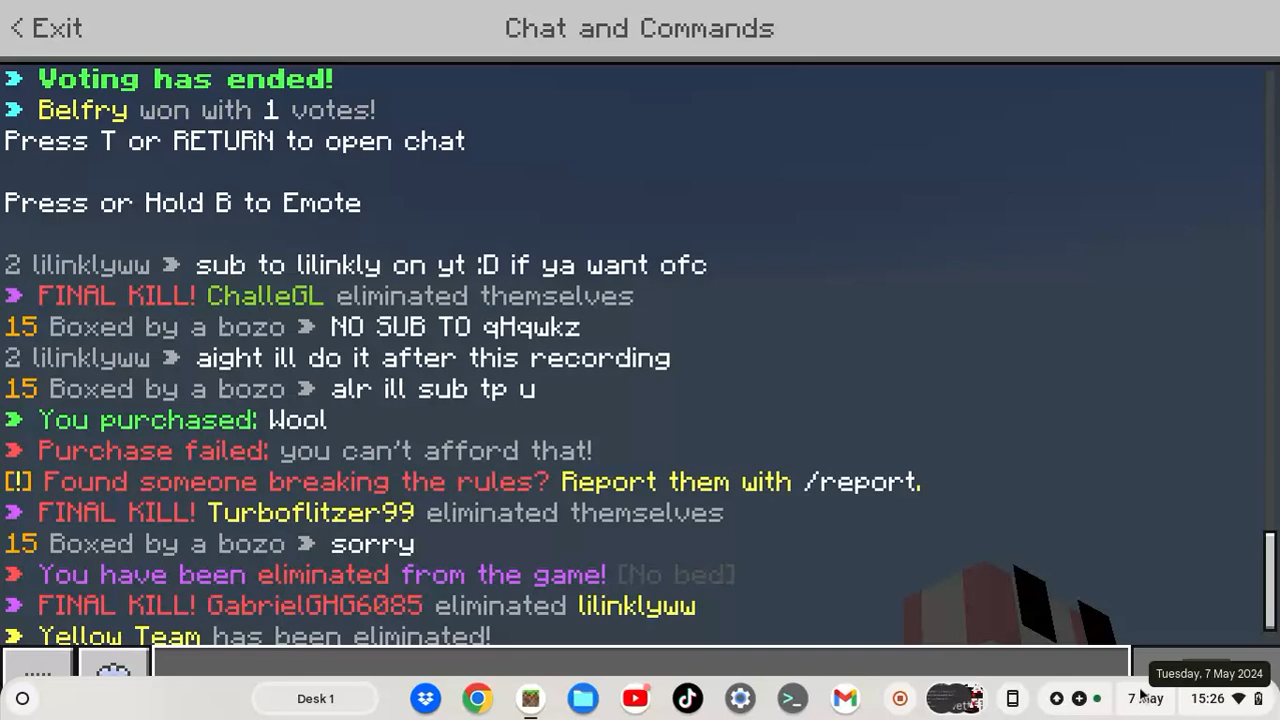 < Exit
Chat and Commands
Voting has ended!
Belfry won with 1 votes!
Press T or RETURN to open chat
Press or Hold B to Emote
2 lilinklyww » sub to lilinkly on yt :D if ya want ofc
FINAL KILL! ChalleGL eliminated themselves
15 Boxed by a bozo » NO SUB TO qHqwkz
2 lilinklyww » aight ill do it after this recording
15 Boxed by a bozo » alr ill sub tp u
You purchased: Wool
Purchase failed: you can't afford that!
[!] Found someone breaking the rules? Report them with /report.
FINAL KILL! Turboflitzer99 eliminated themselves
15 Boxed by a bozo » sorry
You have been eliminated from the game! [No bed]
FINAL KILL! GabrielGHG6085 eliminated lilinklyww
Yellow Team has been eliminated!
Tuesday, 7 May 2024
Desk 1
7 May
15:26